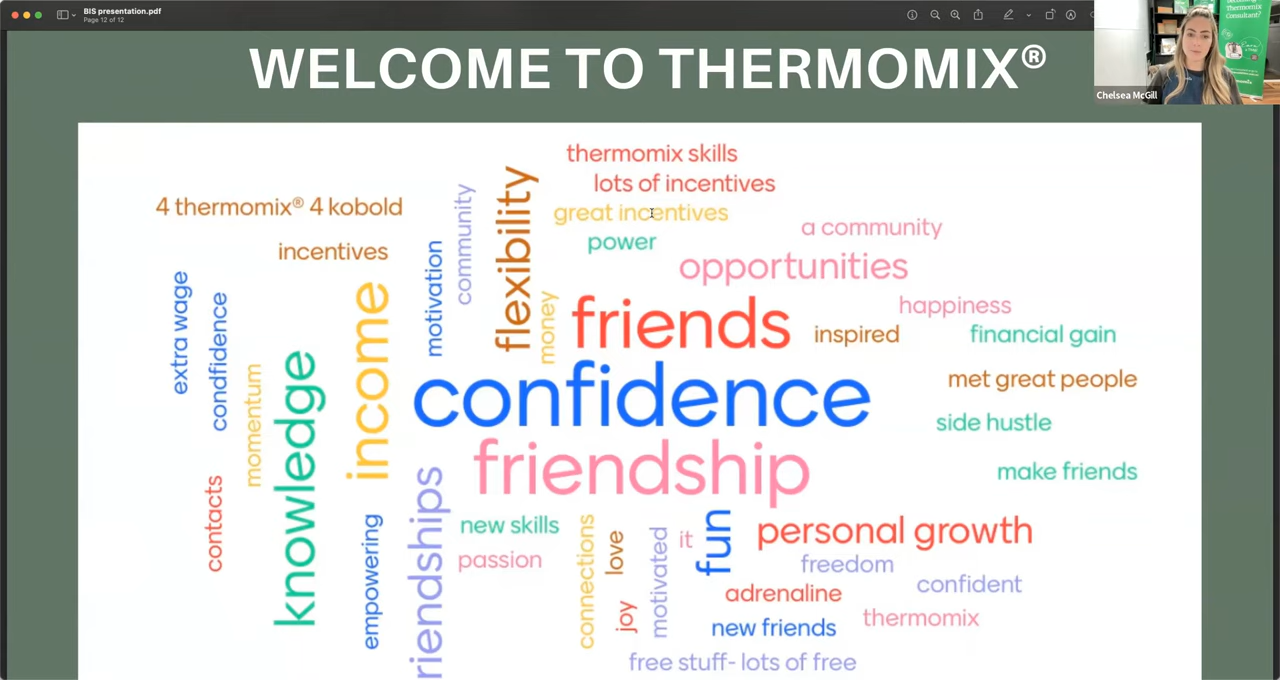 BIS presentation.pdf
Page 12 of 12
WELCOME TO THERMOMIX®
Thermomix
Consultant?
Chelsea McGill
thermomix skills
lots of incentives
great incentives
power
4 thermomix® 4 kobold
incentives
a community
opportunities
happiness
financial gain
inspired
friends
flexibility
community
motivation
money
income
extra wage
condfidence
momentum
knowledge
confidence
met great people
side hustle
make friends
friendship
contacts
empowering
riendships
new skills
passion
connections
love
joy
motivated
it
fun
personal growth
freedom
confident
adrenaline
thermomix
new friends
free stuff- lots of free